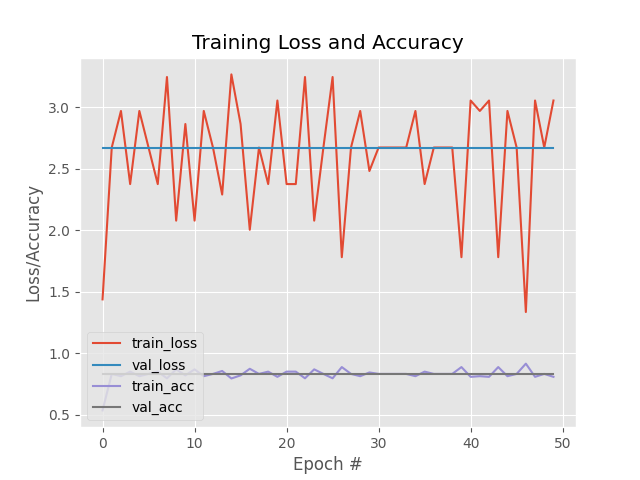 Training Loss and Accuracy
Loss/Accuracy
3.0
2.5
2.0
1.5
1.0
0.5
train_loss
val_loss
train_acc
val_acc
0 10 20 30 40 50
Epoch #